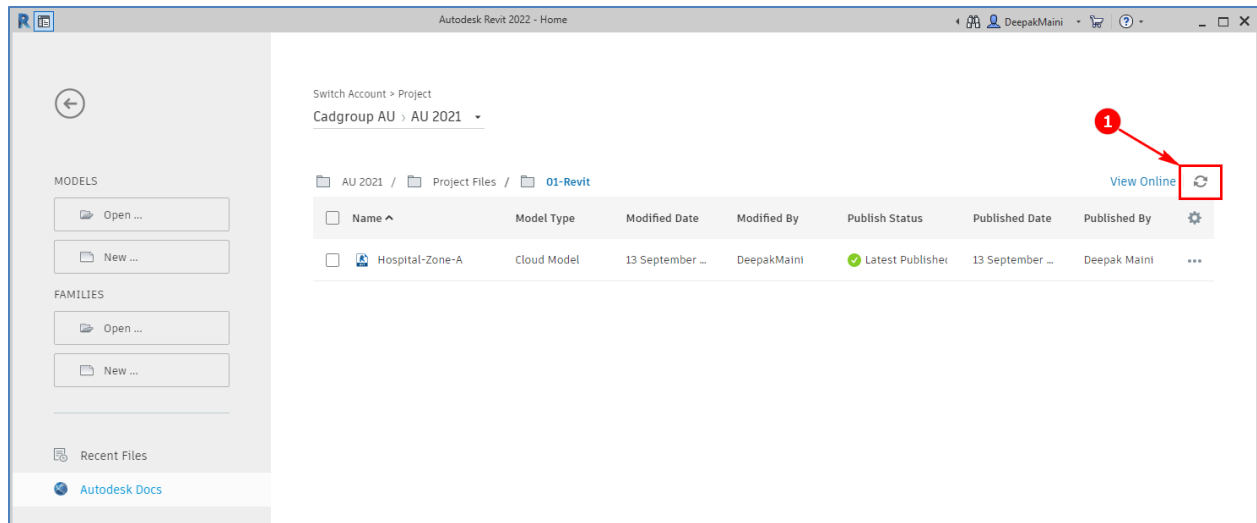 Autodesk Revit 2022 - Home DeepakMaini
Switch Account > Project
Cadgroup AU > AU 2021
1
MODELS
AU 2021 / Project Files / 01-Revit View Online
Open ...
Name Model Type Modified Date Modified By Publish Status Published Date Published By
New ...
Hospital-Zone-A Cloud Model 13 September ... DeepakMaini Latest Published 13 September ... Deepak Maini
FAMILIES
Open ...
New ...
Recent Files
Autodesk Docs